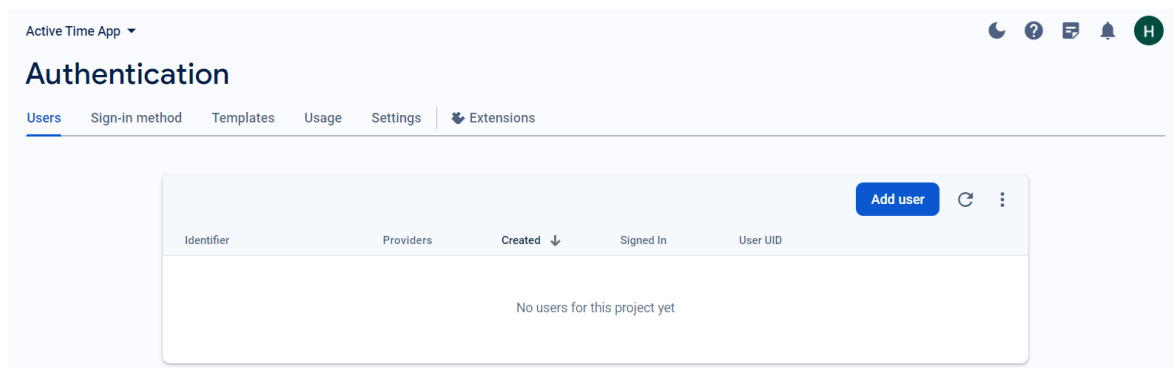 Active Time App
H
Authentication
Users Sign-in method Templates Usage Settings Extensions
Add user
Identifier Providers Created Signed In User UID
No users for this project yet